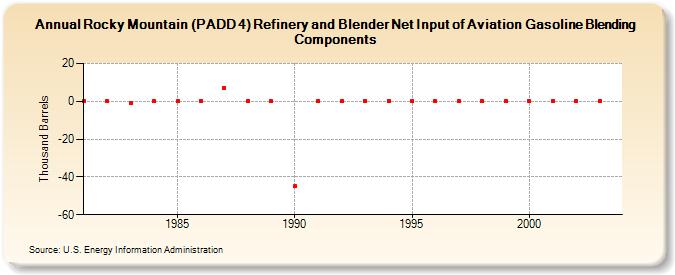 Annual Rocky Mountain (PADD 4) Refinery and Blender Net Input of Aviation Gasoline Blending
Components
Thousand Barrels
20
0
-20
-40
-60
1985
1990
1995
2000
Source: U.S. Energy Information Administration